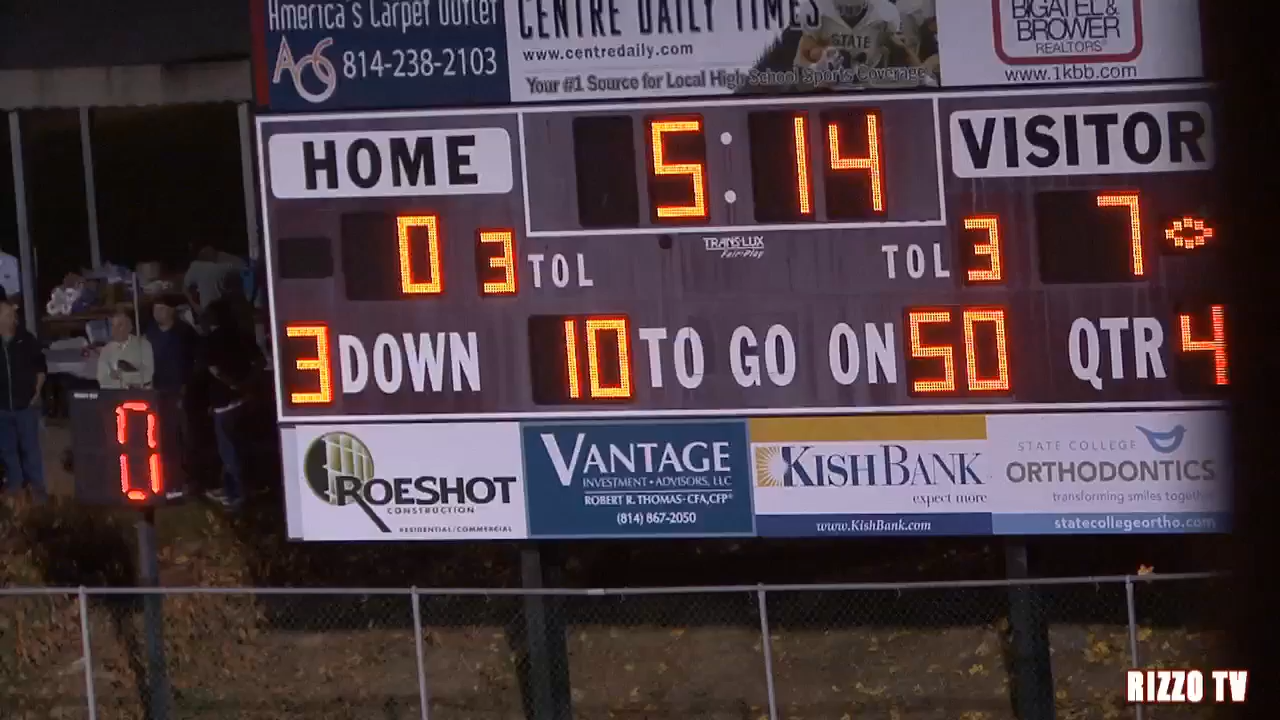 America's Carpet Outlet
ACO 814-238-2103
CENTRE DAILY TIMES
www.centredaily.com
Your #1 Source for Local High School Sports Coverage
STATE
BIGATEL &
BROWER
REALTORS®
www.1kbb.com
HOME
5:14
VISITOR
0 3 TOL
TRANS-LUX
Fair-Play
TOL 3 7
3 DOWN 10 TO GO ON 50 QTR 4
0
ROESHOT
CONSTRUCTION
RESIDENTIAL/COMMERCIAL
VANTAGE
INVESTMENT • ADVISORS, LLC
ROBERT R. THOMAS - CFA, CFP®
(814) 867-2050
KISHBANK
expect more
www.KishBank.com
STATE COLLEGE
ORTHODONTICS
transforming smiles together
statecollegeortho.com
RIZZO TV